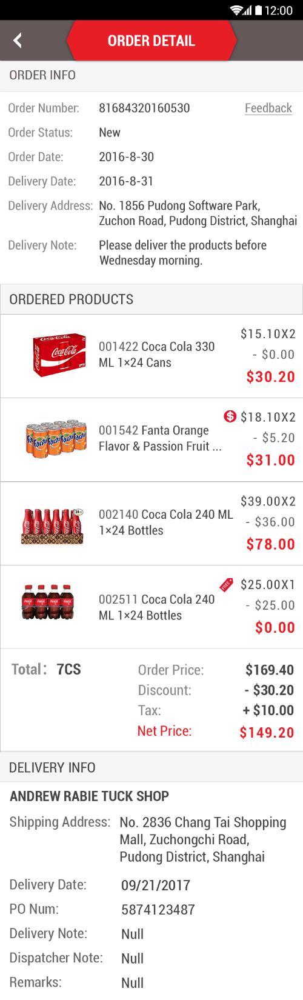 12:00
ORDER DETAIL
ORDER INFO
Order Number: 81684320160530 Feedback
Order Status: New
Order Date: 2016-8-30
Delivery Date: 2016-8-31
Delivery Address: No. 1856 Pudong Software Park,
Zuchon Road, Pudong District, Shanghai
Delivery Note: Please deliver the products before
Wednesday morning.
ORDERED PRODUCTS
Coca-Cola
001422 Coca Cola 330
ML 1×24 Cans
$15.10X2
- $0.00
$30.20
Fanta Fanta Fanta Fanta
001542 Fanta Orange
Flavor & Passion Fruit ...
$ $18.10X2
- $5.20
$31.00
002140 Coca Cola 240 ML
1×24 Bottles
$39.00X2
- $36.00
$78.00
002511 Coca Cola 240
ML 1×24 Bottles
FREE $25.00X1
- $25.00
$0.00
Total: 7CS
Order Price: $169.40
Discount: - $30.20
Tax: + $10.00
Net Price: $149.20
DELIVERY INFO
ANDREW RABIE TUCK SHOP
Shipping Address: No. 2836 Chang Tai Shopping
Mall, Zuchongchi Road,
Pudong District, Shanghai
Delivery Date: 09/21/2017
PO Num: 5874123487
Delivery Note: Null
Dispatcher Note: Null
Remarks: Null